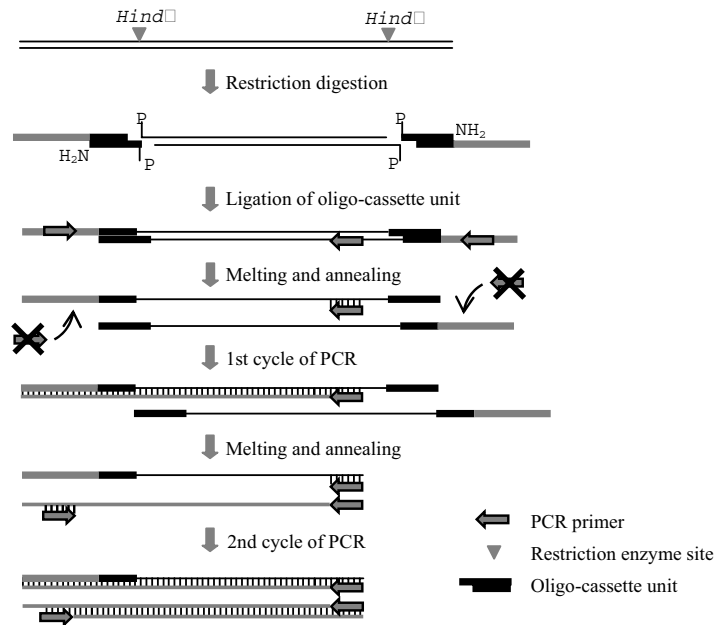 Hind□ Hind□
Restriction digestion
P P NH₂
H₂N P P
Ligation of oligo-cassette unit
Melting and annealing
1st cycle of PCR
Melting and annealing
2nd cycle of PCR
PCR primer
Restriction enzyme site
Oligo-cassette unit